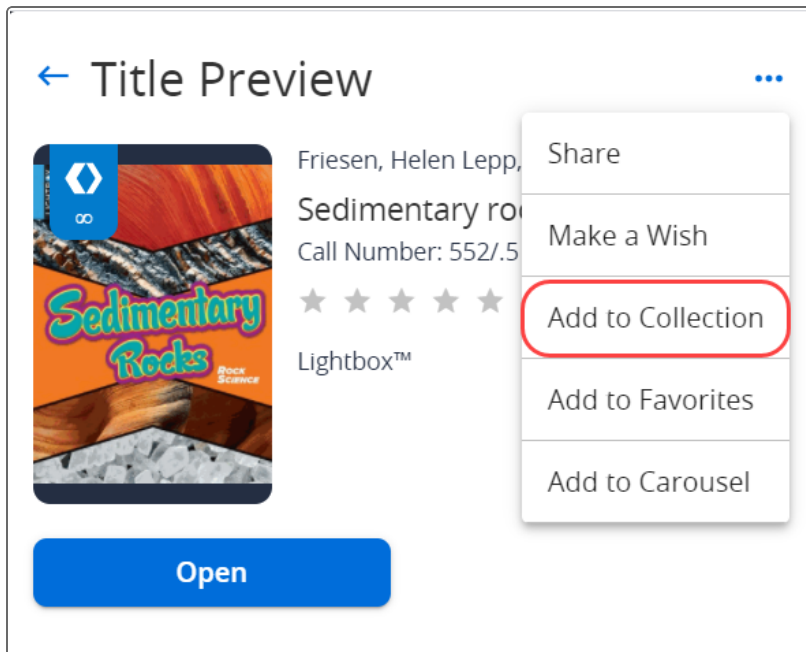 ← Title Preview
•••
Share
Make a Wish
Add to Collection
Add to Favorites
Add to Carousel
∞
Sedimentary
Rocks
ROCK
SCIENCE
Friesen, Helen Lepp,
Sedimentary ro
Call Number: 552/.5
Lightbox™
Open